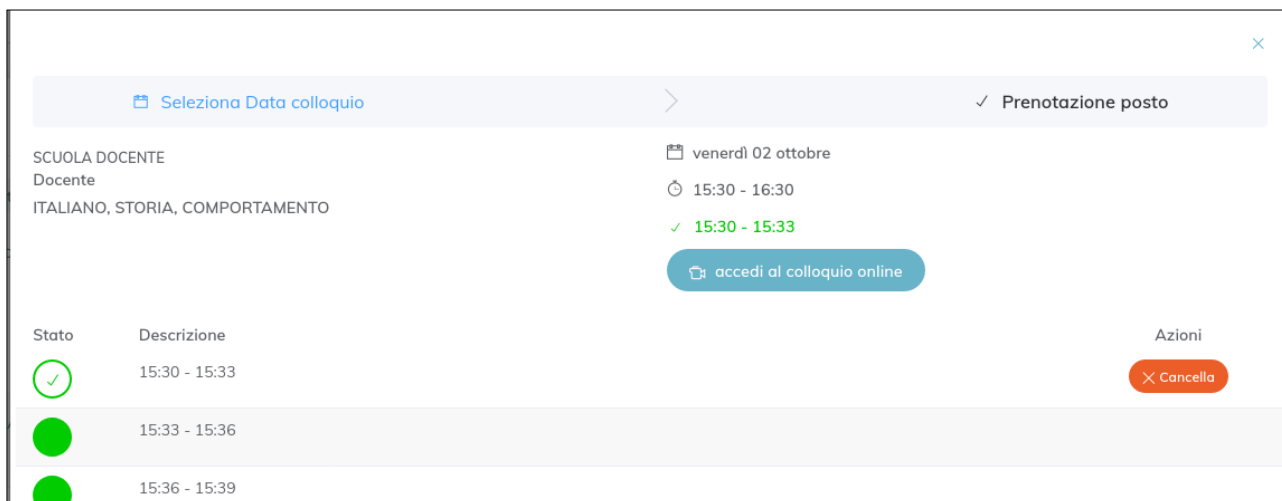 Seleziona Data colloquio
Prenotazione posto
SCUOLA DOCENTE
Docente
ITALIANO, STORIA, COMPORTAMENTO
venerdì 02 ottobre
15:30 - 16:30
15:30 - 15:33
accedi al colloquio online
Stato Descrizione Azioni
15:30 - 15:33 Cancella
15:33 - 15:36
15:36 - 15:39